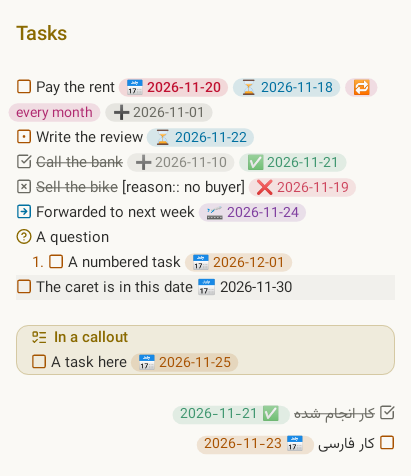 Tasks
Pay the rent 📅 2026-11-20 ⏳ 2026-11-18 🔁
every month ➕ 2026-11-01
Write the review ⏳ 2026-11-22
Call the bank ➕ 2026-11-10 ✅ 2026-11-21
Sell the bike [reason:: no buyer] ❌ 2026-11-19
Forwarded to next week 🛫 2026-11-24
A question
1. A numbered task 📅 2026-12-01
The caret is in this date 📅 2026-11-30
In a callout
A task here 📅 2026-11-25
کار انجام شده ✅ 2026-11-21
کار فارسی 📅 2026-11-23